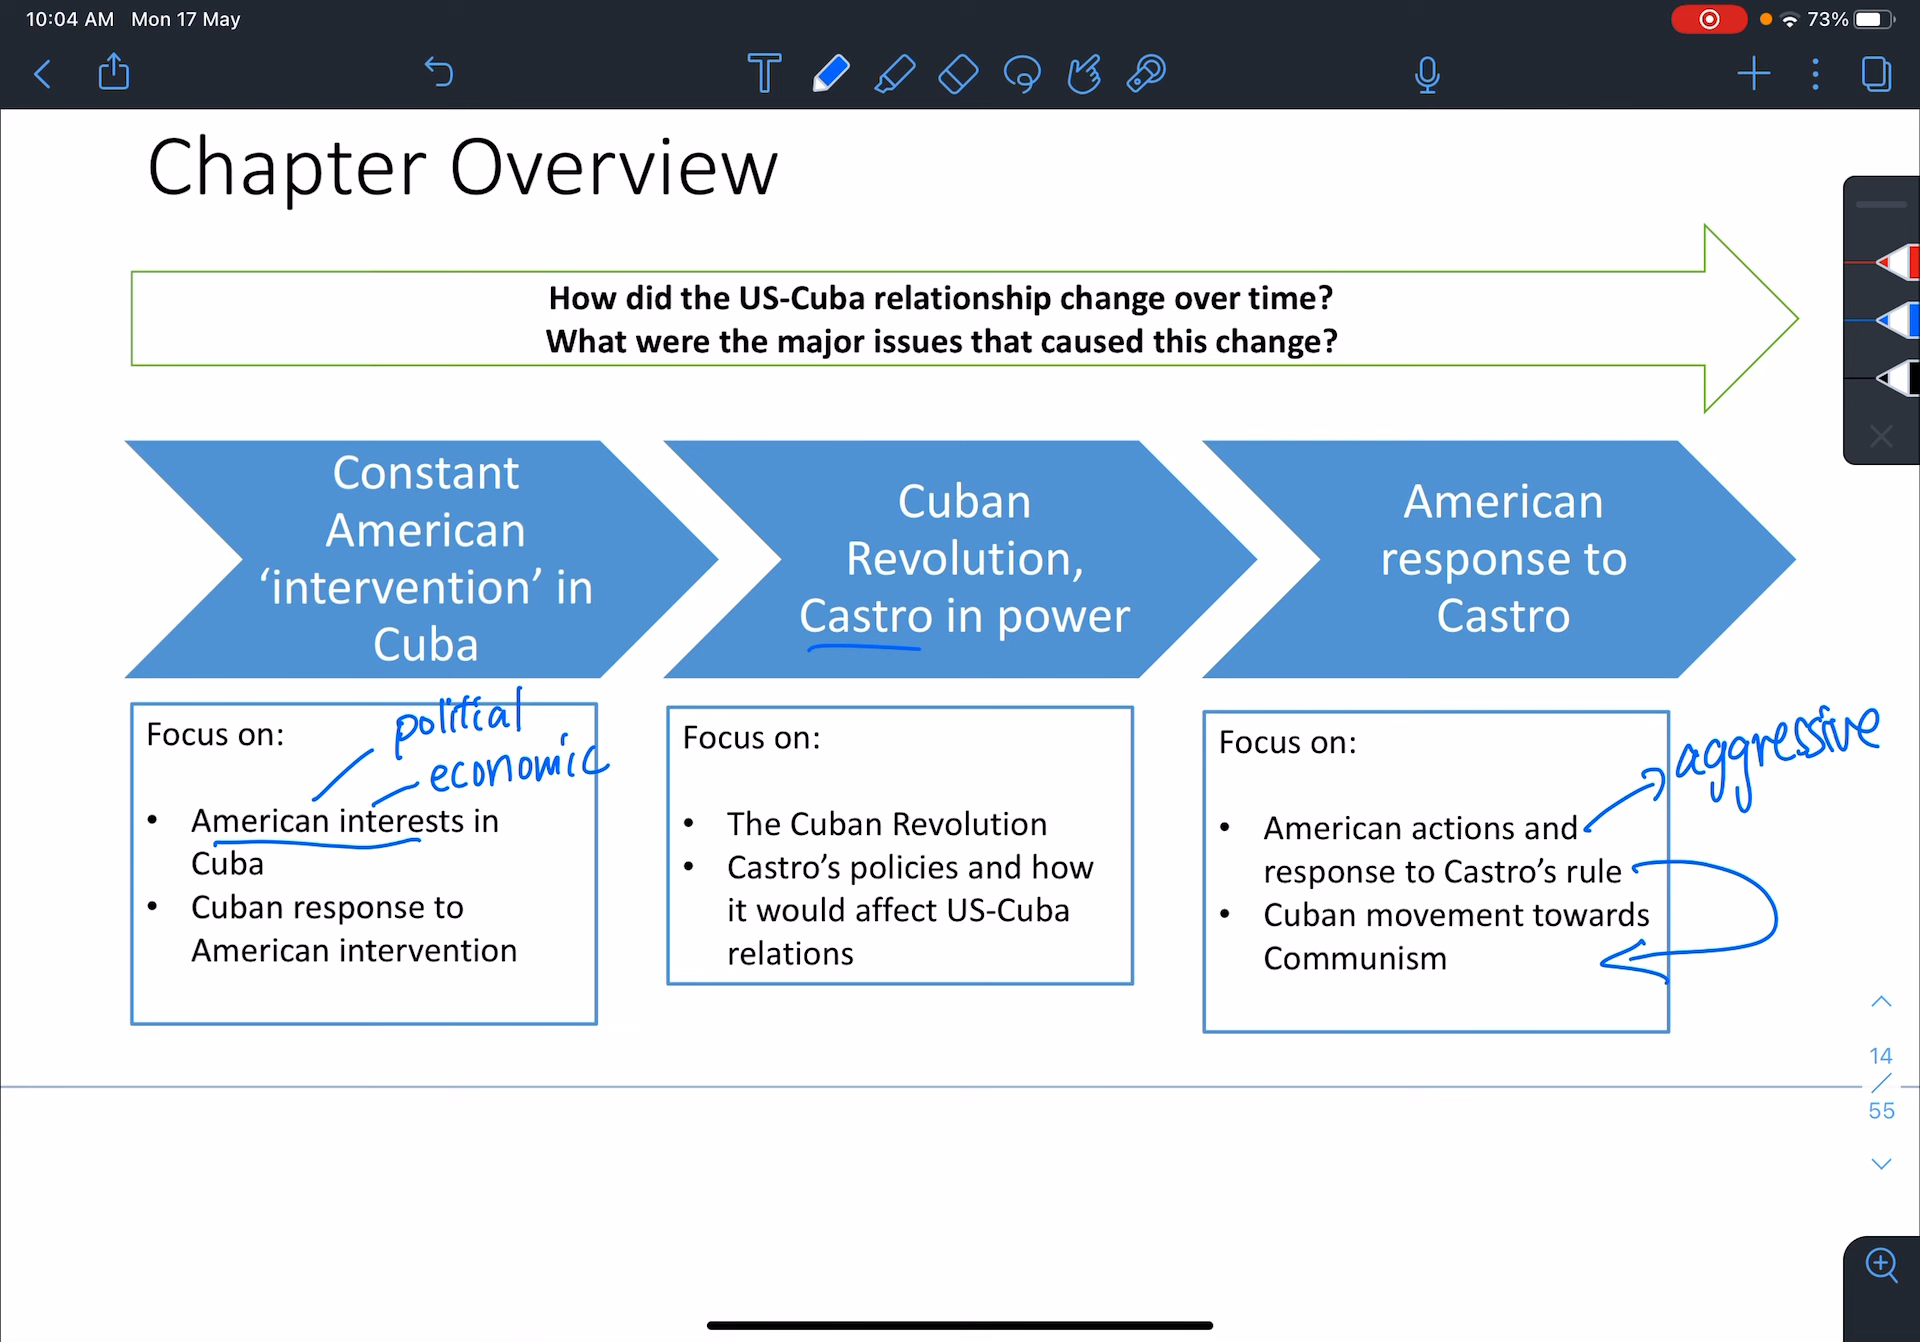 10:04 AM Mon 17 May
73%
Chapter Overview
How did the US-Cuba relationship change over time?
What were the major issues that caused this change?
Constant
American
‘intervention’ in
Cuba
Cuban
Revolution,
Castro in power
American
response to
Castro
Focus on:
political
economic
• American interests in
Cuba
• Cuban response to
American intervention
Focus on:
• The Cuban Revolution
• Castro’s policies and how
it would affect US-Cuba
relations
Focus on:
aggressive
• American actions and
response to Castro’s rule
• Cuban movement towards
Communism
14
/
55